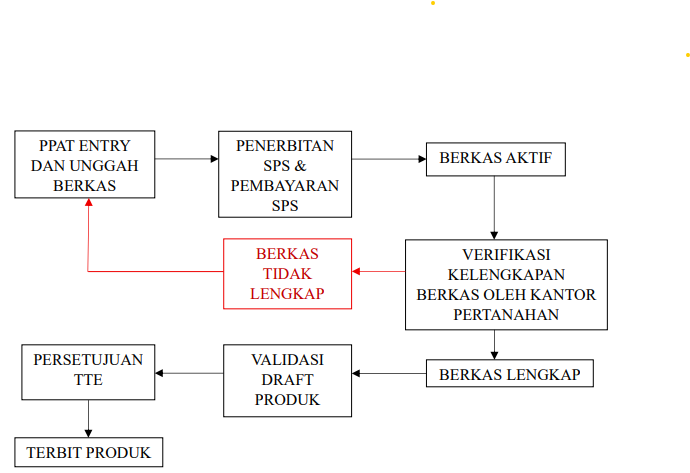 PPAT ENTRY
DAN UNGGAH
BERKAS
PENERBITAN
SPS &
PEMBAYARAN
SPS
BERKAS AKTIF
VERIFIKASI
KELENGKAPAN
BERKAS OLEH KANTOR
PERTANAHAN
BERKAS
TIDAK
LENGKAP
BERKAS LENGKAP
VALIDASI
DRAFT
PRODUK
PERSETUJUAN
TTE
TERBIT PRODUK